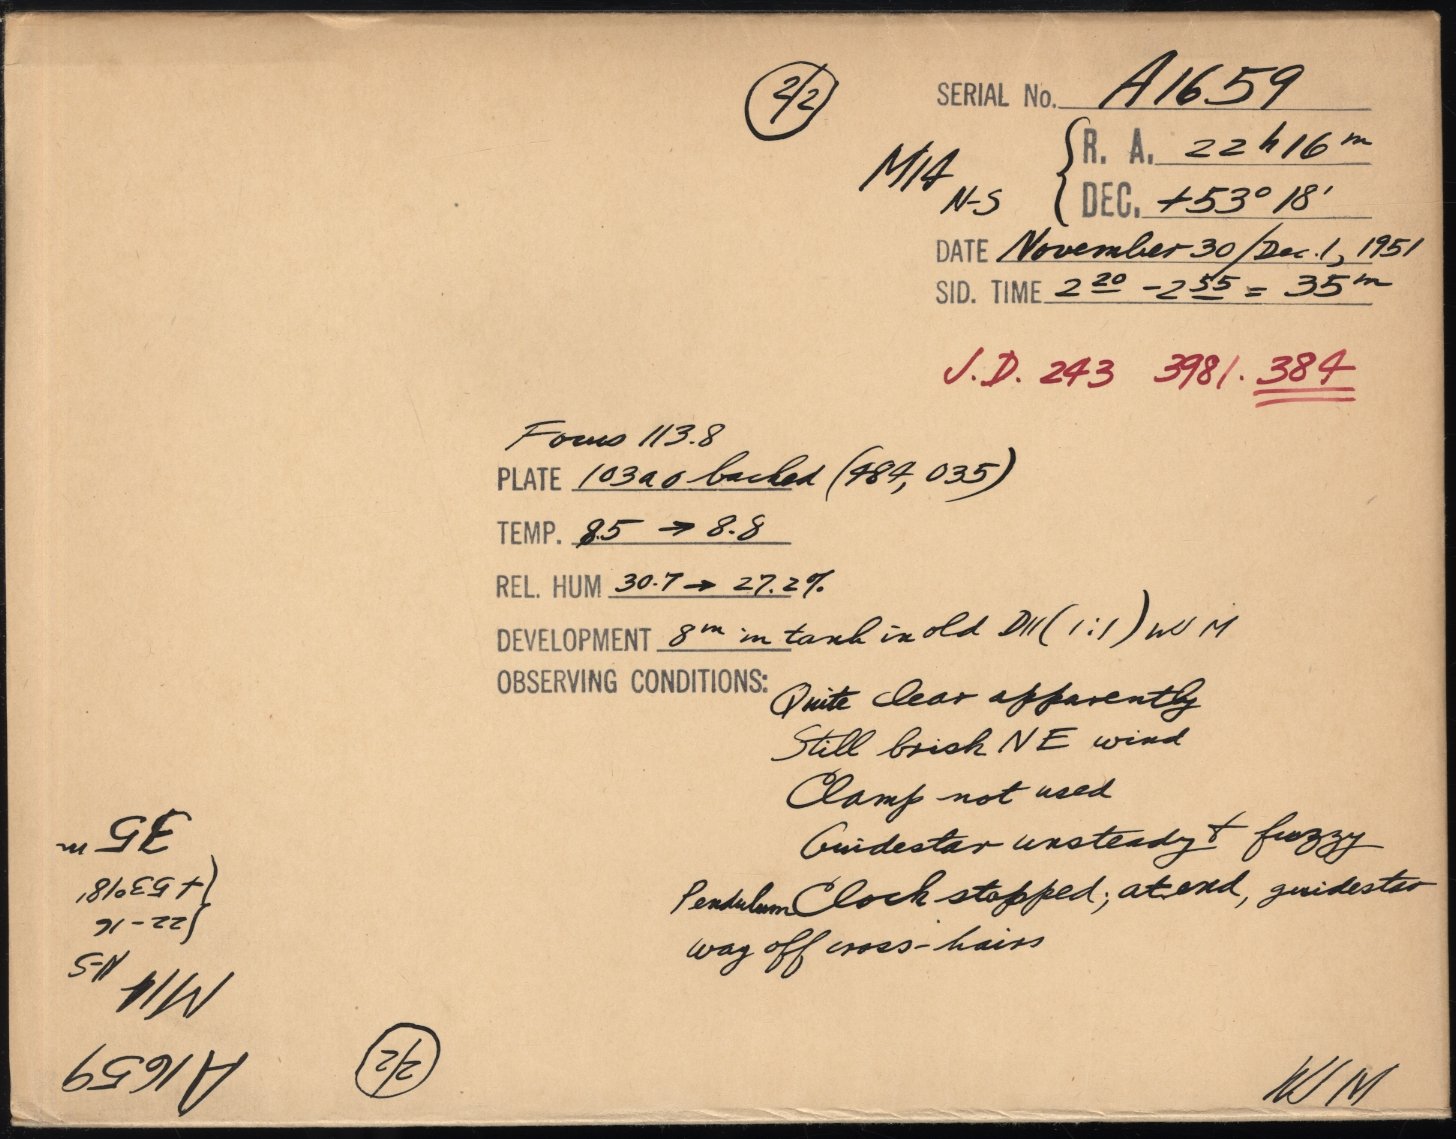 2/2
SERIAL No. A1659
M14 N-S
R. A. 22h16m
DEC. +53° 18'
DATE November 30/Dec. 1, 1951
SID. TIME 2 20 - 2 55 = 35m
J.D. 243 3981.384
Focus 113.8
PLATE 103a0 backed (484, 035)
TEMP. 8.5 → 8.8
REL. HUM 30.7 → 27.2%
DEVELOPMENT 8m in tank in old D11 (1:1) WW M
OBSERVING CONDITIONS:
Quite clear apparently
Still brisk NE wind
Clamp not used
Guidestar unsteady + fuzzy
Pendulum Clock stopped; at end, guidestar
way off cross-hairs
WW M
A1659
2/2
M14 N-S
22-16
+53°18'
35m